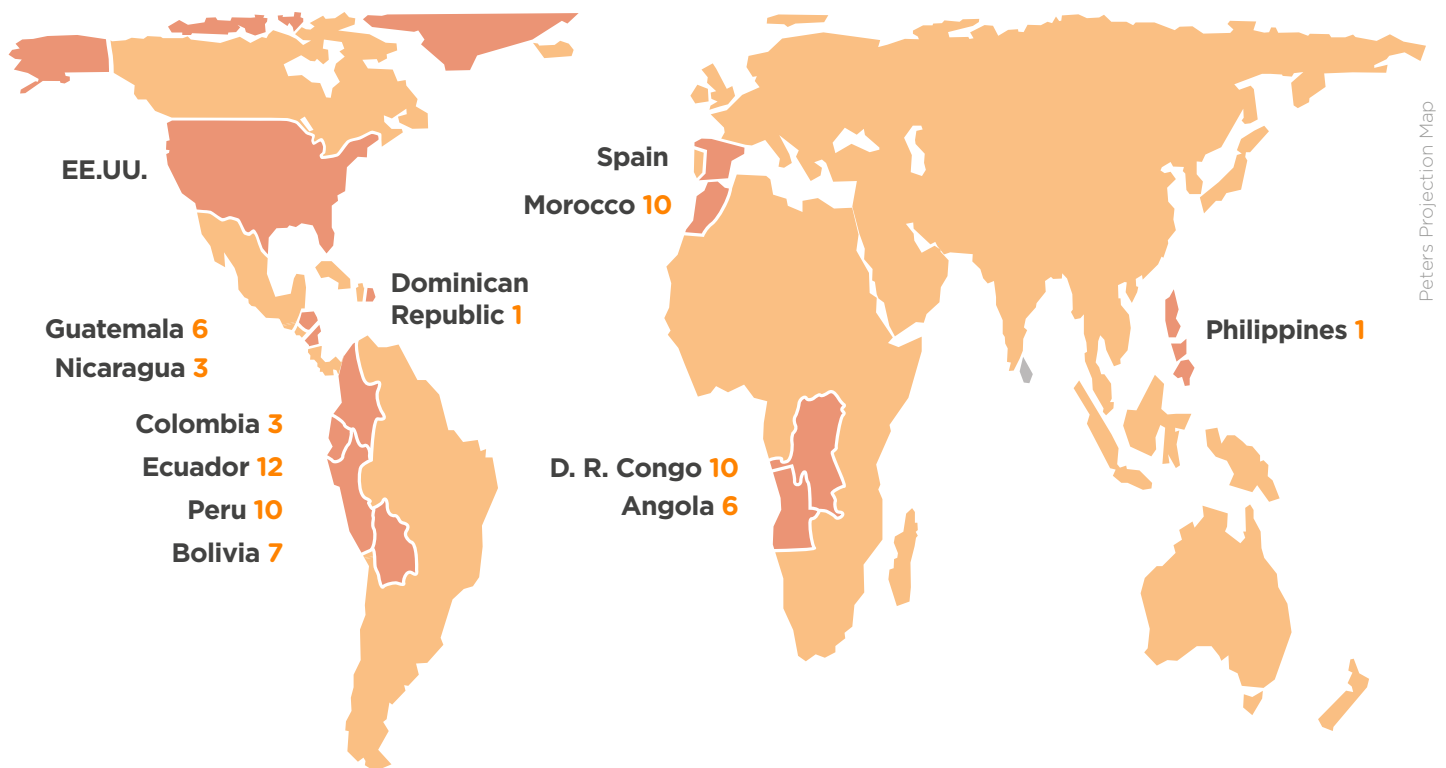 EE.UU.
Spain
Morocco 10
Dominican
Republic 1
Guatemala 6
Nicaragua 3
Philippines 1
Colombia 3
Ecuador 12
Peru 10
Bolivia 7
D. R. Congo 10
Angola 6
Peters Projection Map